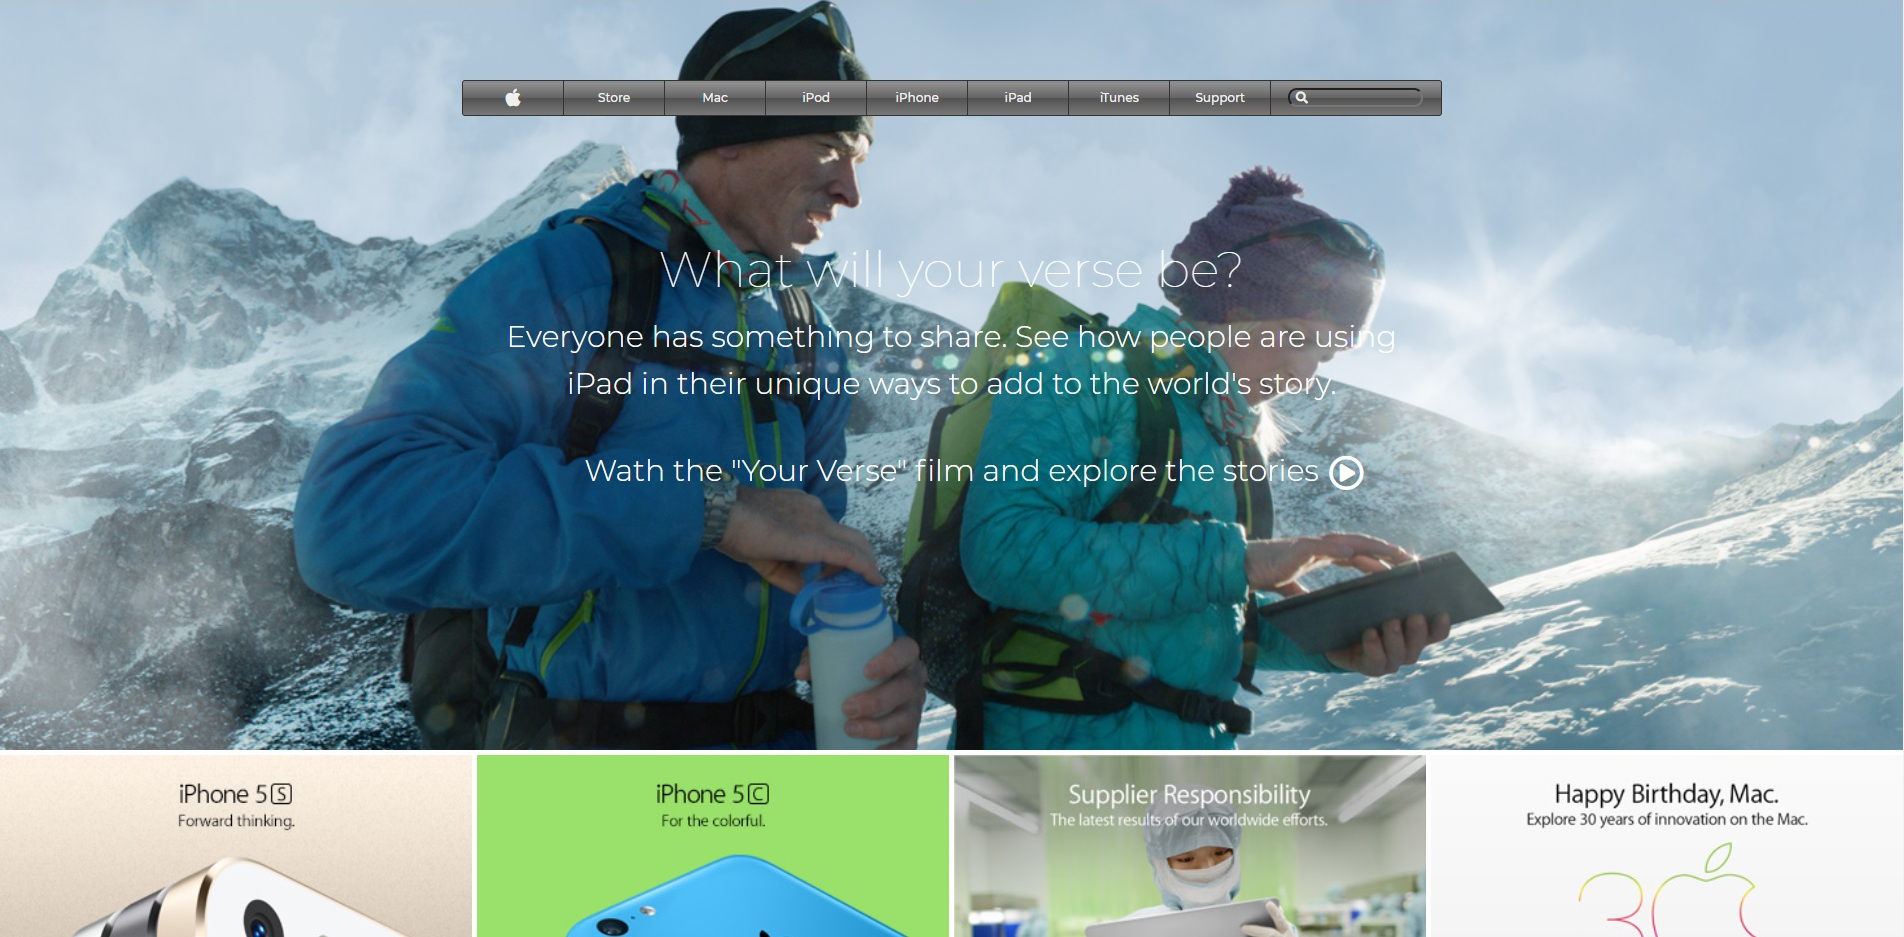 Store Mac iPod iPhone iPad iTunes Support
What will your verse be?
Everyone has something to share. See how people are using
iPad in their unique ways to add to the world's story.
Wath the "Your Verse" film and explore the stories
iPhone 5S
Forward thinking.
iPhone 5C
For the colorful.
Supplier Responsibility
The latest results of our worldwide efforts.
Happy Birthday, Mac.
Explore 30 years of innovation on the Mac.
30